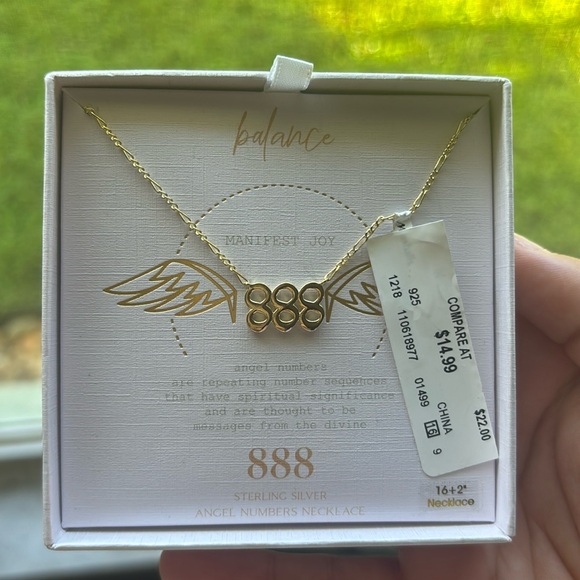 balance
MANIFEST JOY
888
angel numbers
are repeating number sequences
that have spiritual significance
and are thought to be
messages from the divine
888
STERLING SILVER
ANGEL NUMBERS NECKLACE
16+2"
Necklace
COMPARE AT
$22.00
$14.99
CHINA
925
01499
16 9
1218 110618977